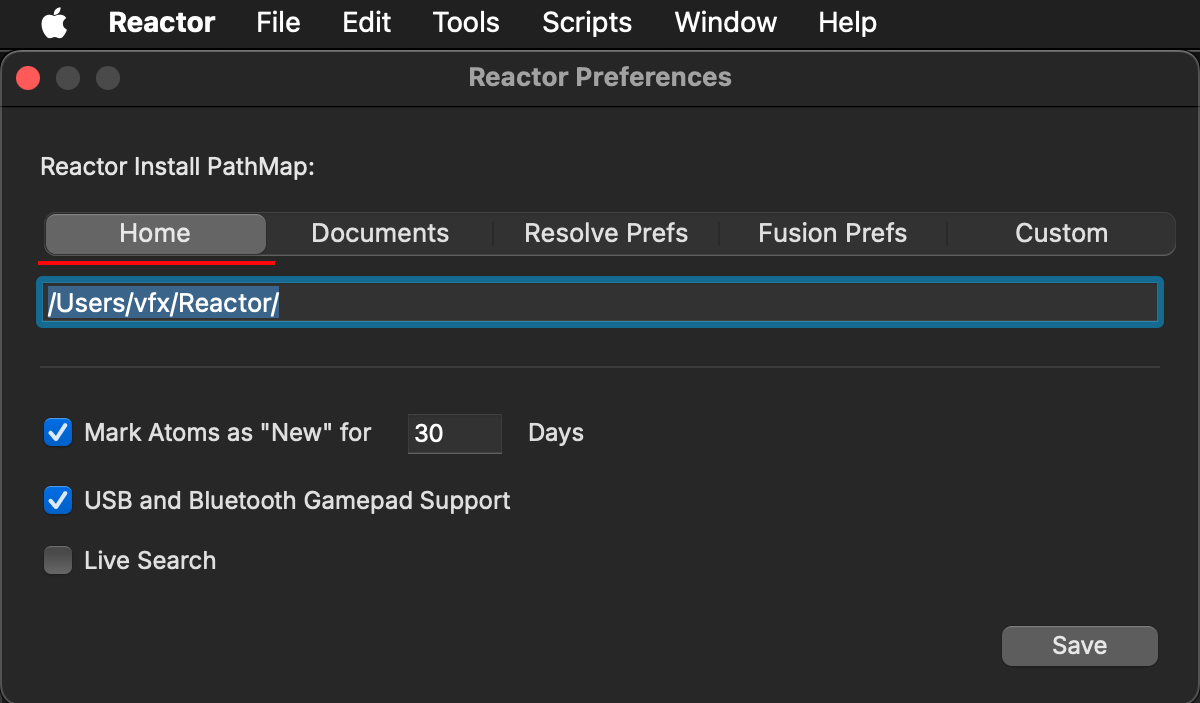 Reactor File Edit Tools Scripts Window Help
Reactor Preferences
Reactor Install PathMap:
Home Documents Resolve Prefs Fusion Prefs Custom
/Users/vfx/Reactor/
Mark Atoms as "New" for 30 Days
USB and Bluetooth Gamepad Support
Live Search
Save